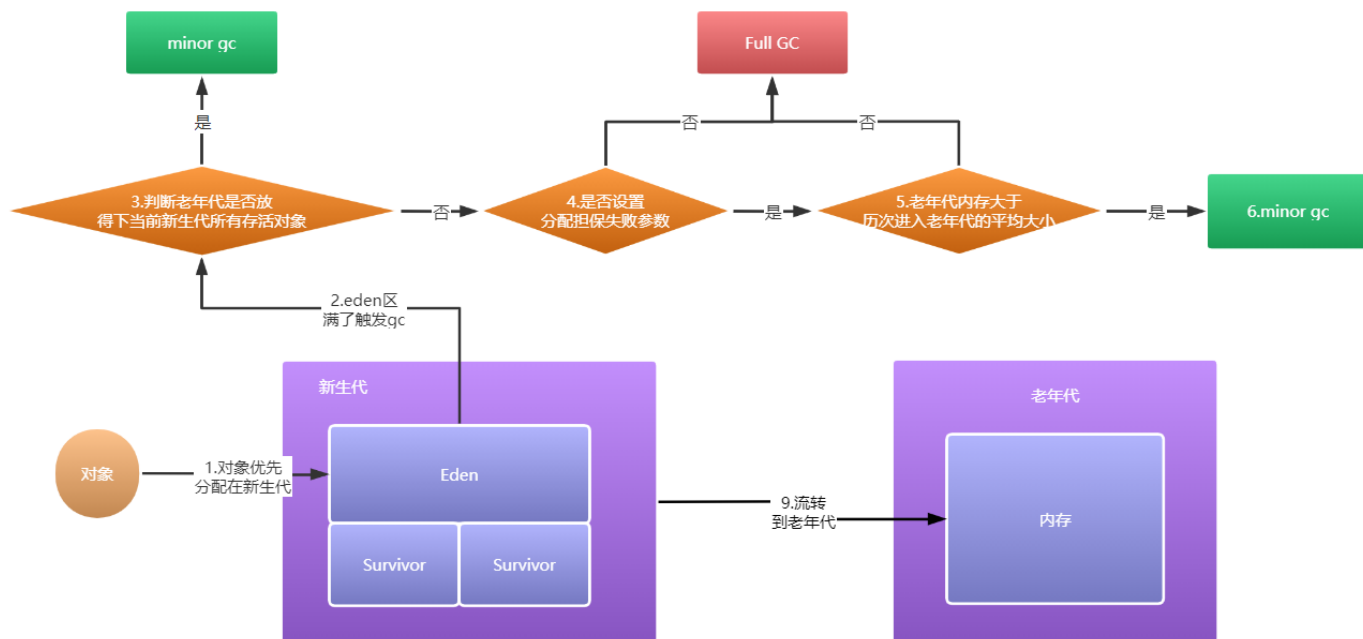 minor gc
Full GC
是
否
否
3.判断老年代是否放
得下当前新生代所有存活对象
否
4.是否设置
分配担保失败参数
是
5.老年代内存大于
历次进入老年代的平均大小
是
6.minor gc
2.eden区
满了触发gc
新生代
老年代
对象
1.对象优先
分配在新生代
Eden
Survivor
Survivor
9.流转
到老年代
内存